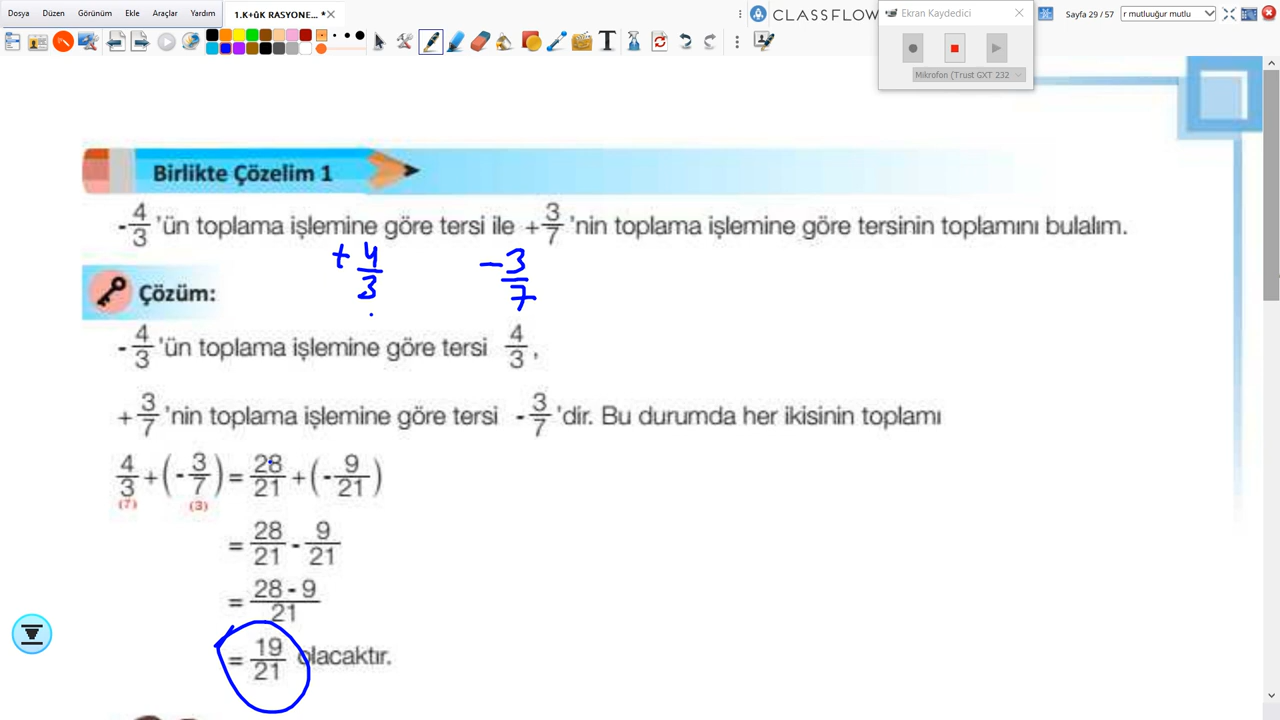 Dosya Düzen Görünüm Ekle Araçlar Yardım
1.K+ûK RASYONE... *
CLASSFLOW
Ekran Kaydedici
Sayfa 29 / 57
r mutluuğur mutlu
Mikrofon (Trust GXT 232
Birlikte Çözelim 1
-4/3 'ün toplama işlemine göre tersi ile +3/7 'nin toplama işlemine göre tersinin toplamını bulalım.
+4/3 -3/7
Çözüm:
-4/3 'ün toplama işlemine göre tersi 4/3,
+3/7 'nin toplama işlemine göre tersi -3/7 'dir. Bu durumda her ikisinin toplamı
4/3 + (-3/7) = 28/21 + (-9/21)
(7) (3)
= 28/21 - 9/21
= 28 - 9/21
= 19/21 olacaktır.